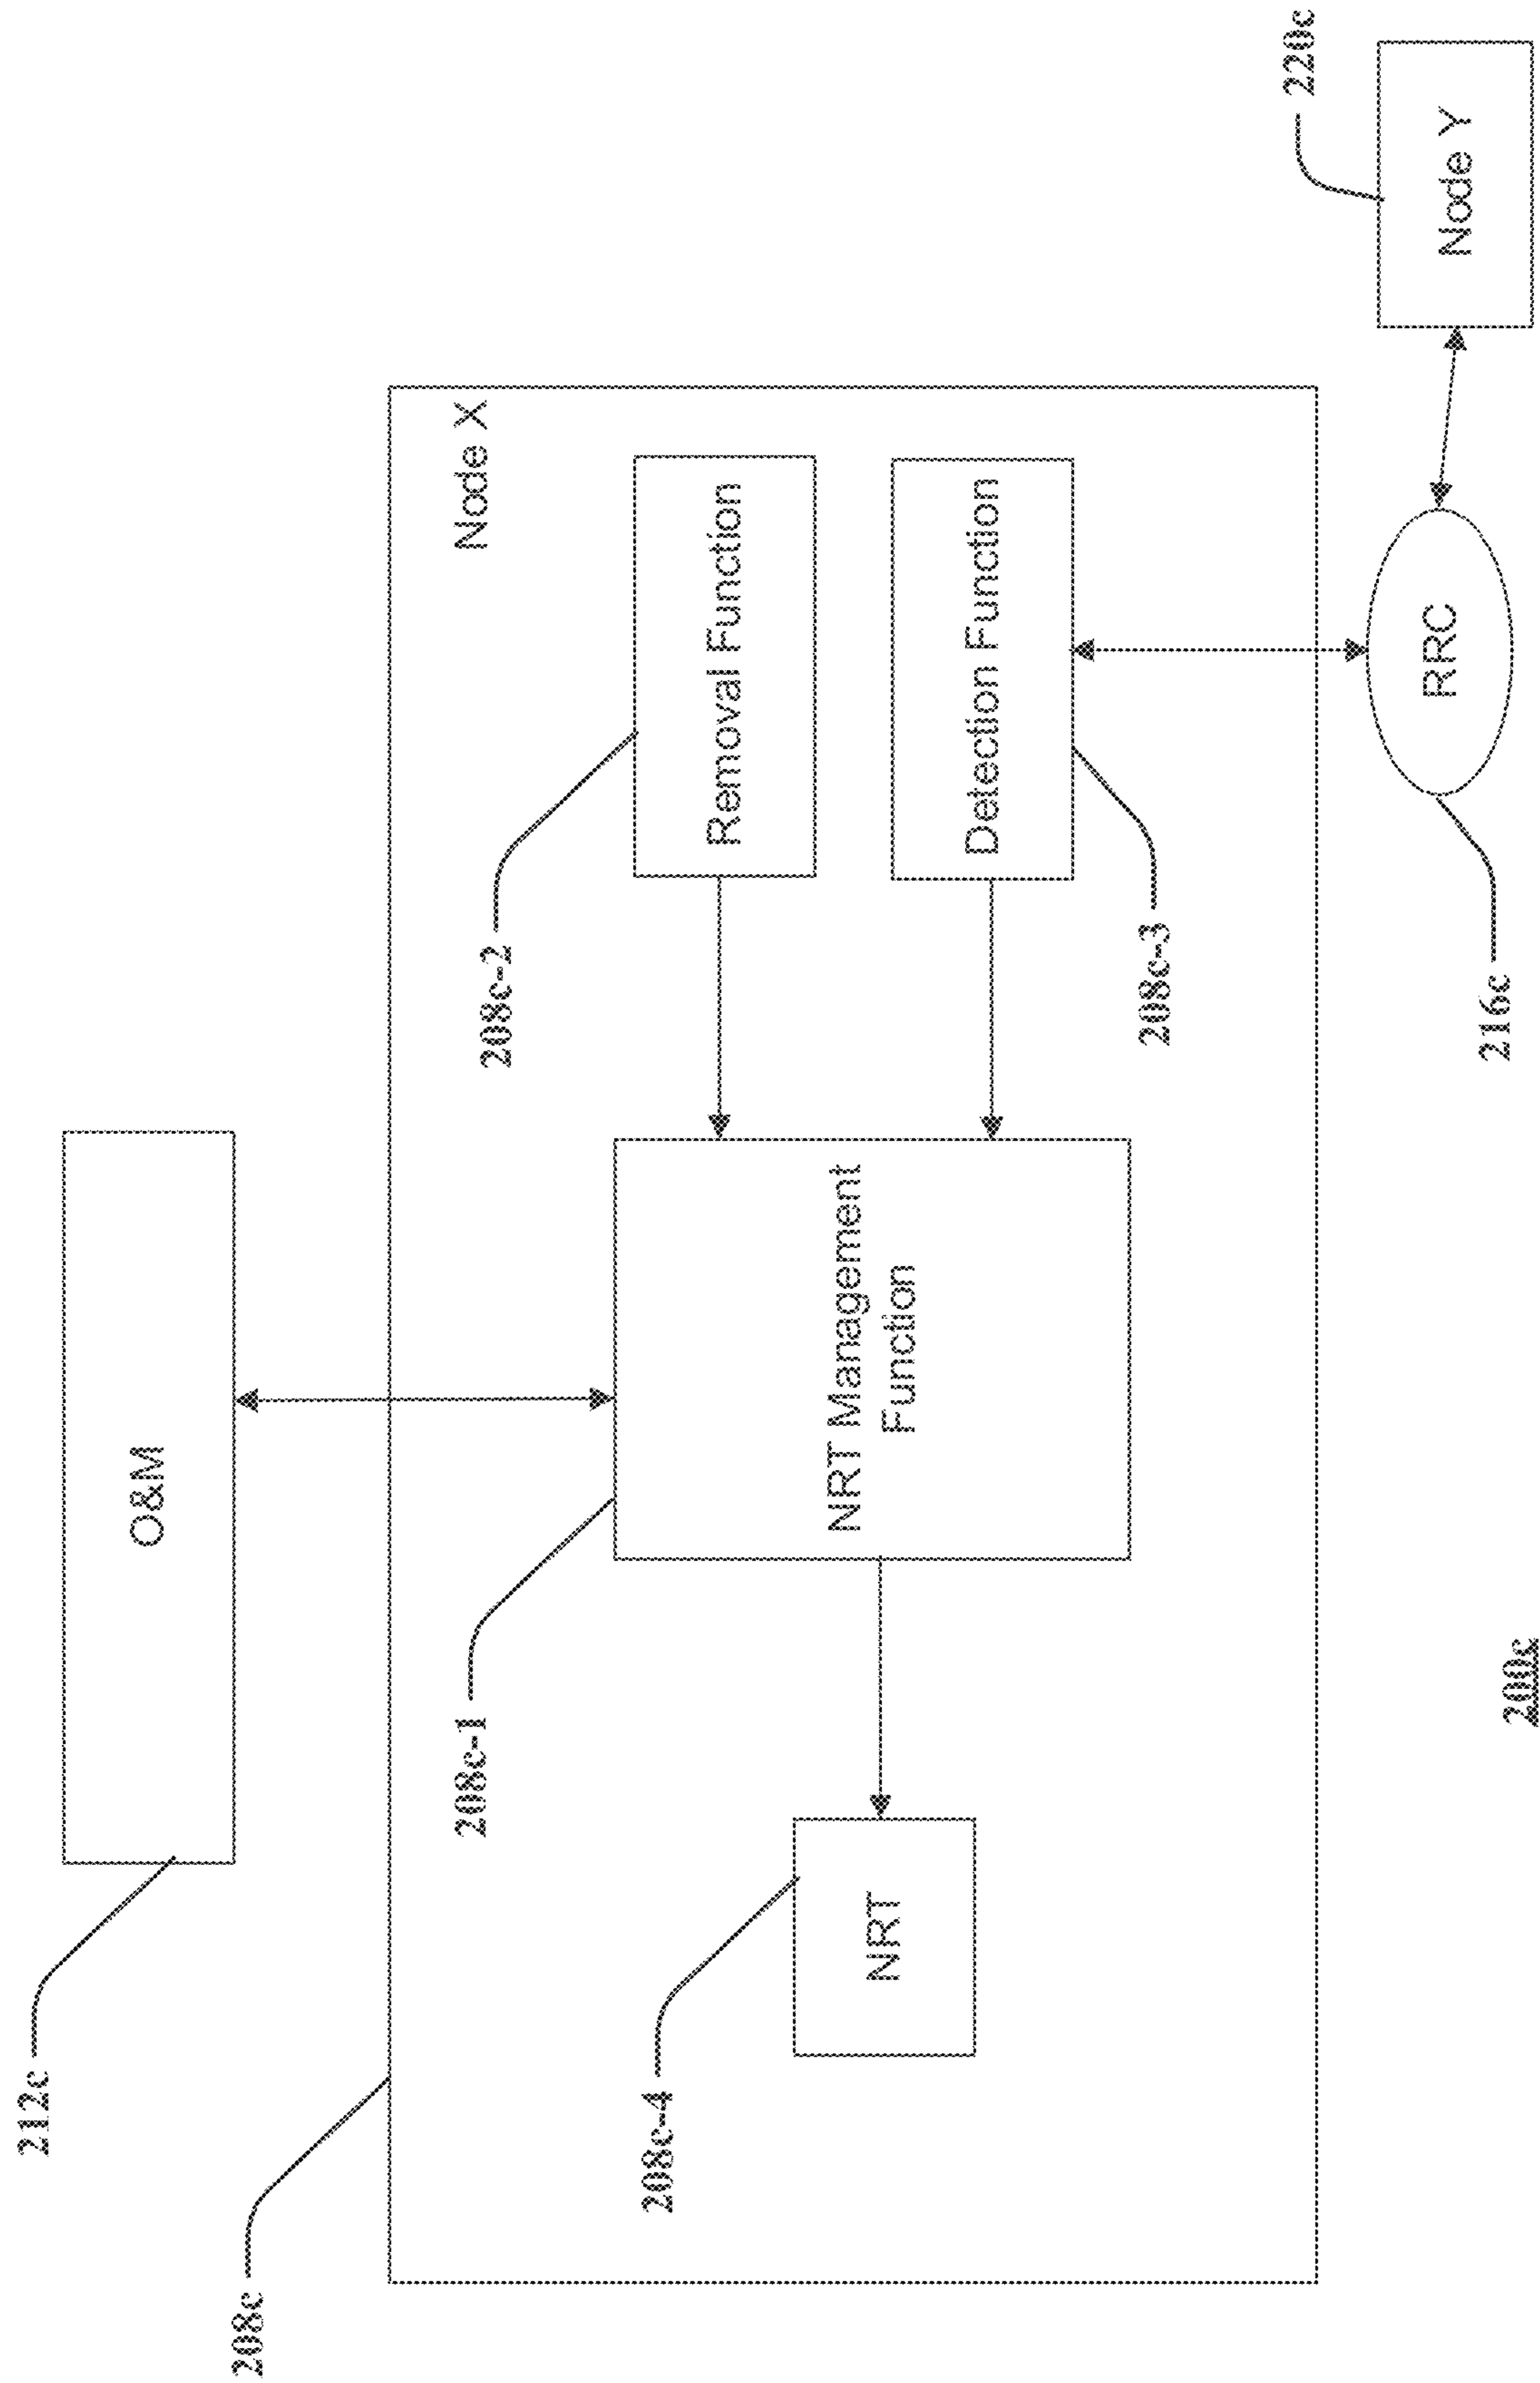 212c
O&M
208c
Node X
208c-1
208c-2
Removal Function
208c-4
NRT
NRT Management
Function
Detection Function
208c-3
216c
RRC
220c
Node Y
200c